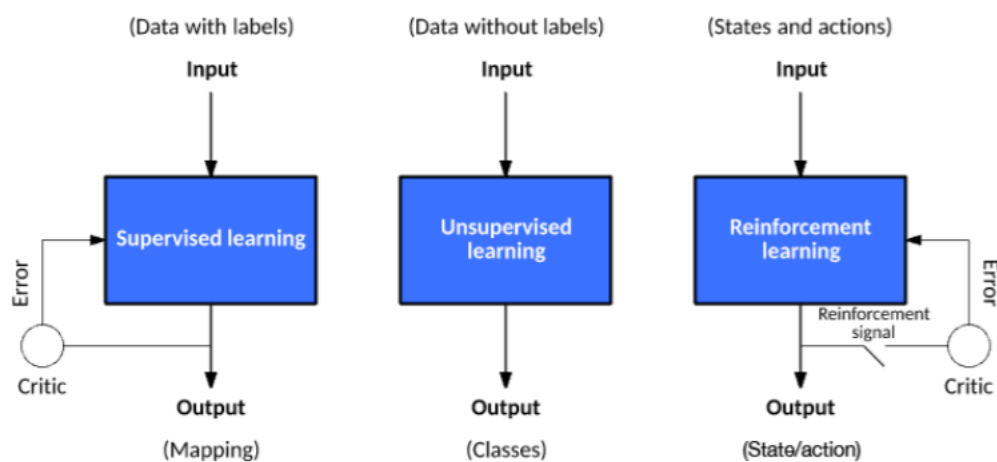 (Data with labels)
Input
Supervised learning
Error
Critic
Output
(Mapping)
(Data without labels)
Input
Unsupervised
learning
Output
(Classes)
(States and actions)
Input
Reinforcement
learning
Reinforcement
signal
Error
Critic
Output
(State/action)